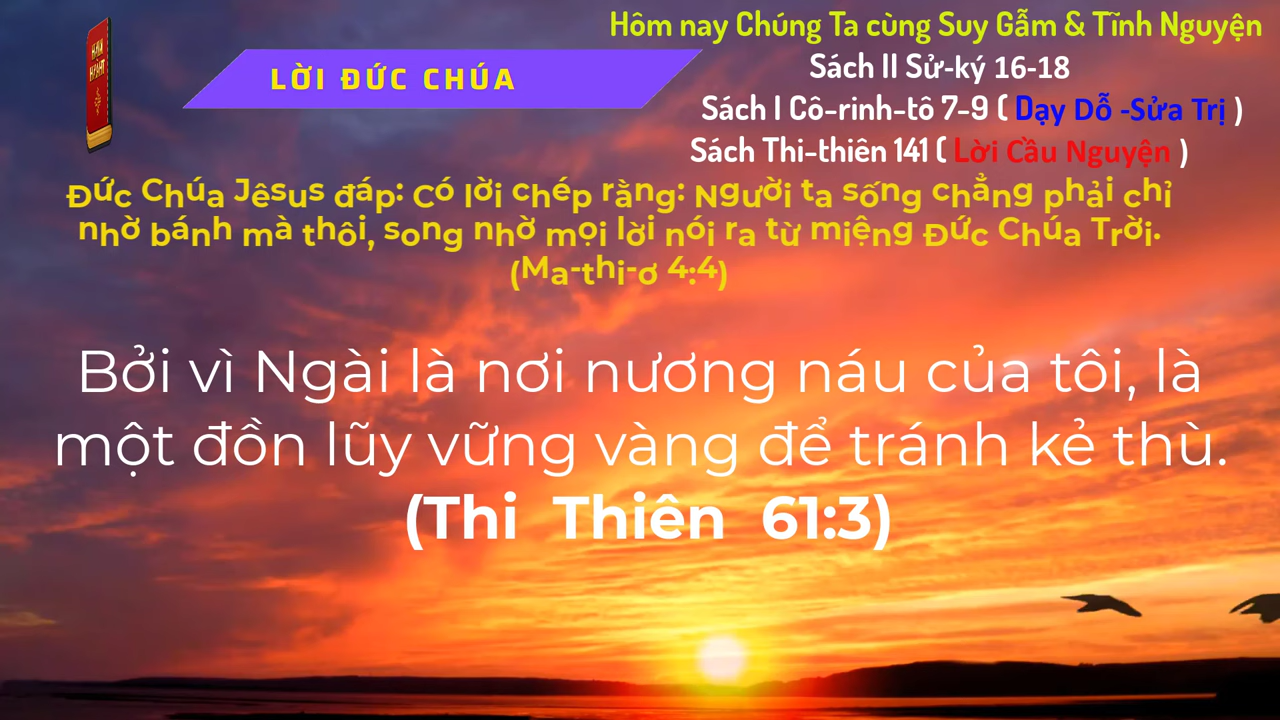 Hôm nay Chúng Ta cùng Suy Gẫm & Tĩnh Nguyện
Sách II Sử-ký 16-18
LỜI ĐỨC CHÚA
Sách I Cô-rinh-tô 7-9 ( Dạy Dỗ -Sửa Trị )
Sách Thi-thiên 141 ( Lời Cầu Nguyện )
Đức Chúa Jêsus đáp: Có lời chép rằng: Người ta sống chẳng phải chỉ
nhờ bánh mà thôi, song nhờ mọi lời nói ra từ miệng Đức Chúa Trời.
(Ma-thi-ơ 4:4)
Bởi vì Ngài là nơi nương náu của tôi, là
một đồn lũy vững vàng để tránh kẻ thù.
(Thi Thiên 61:3)